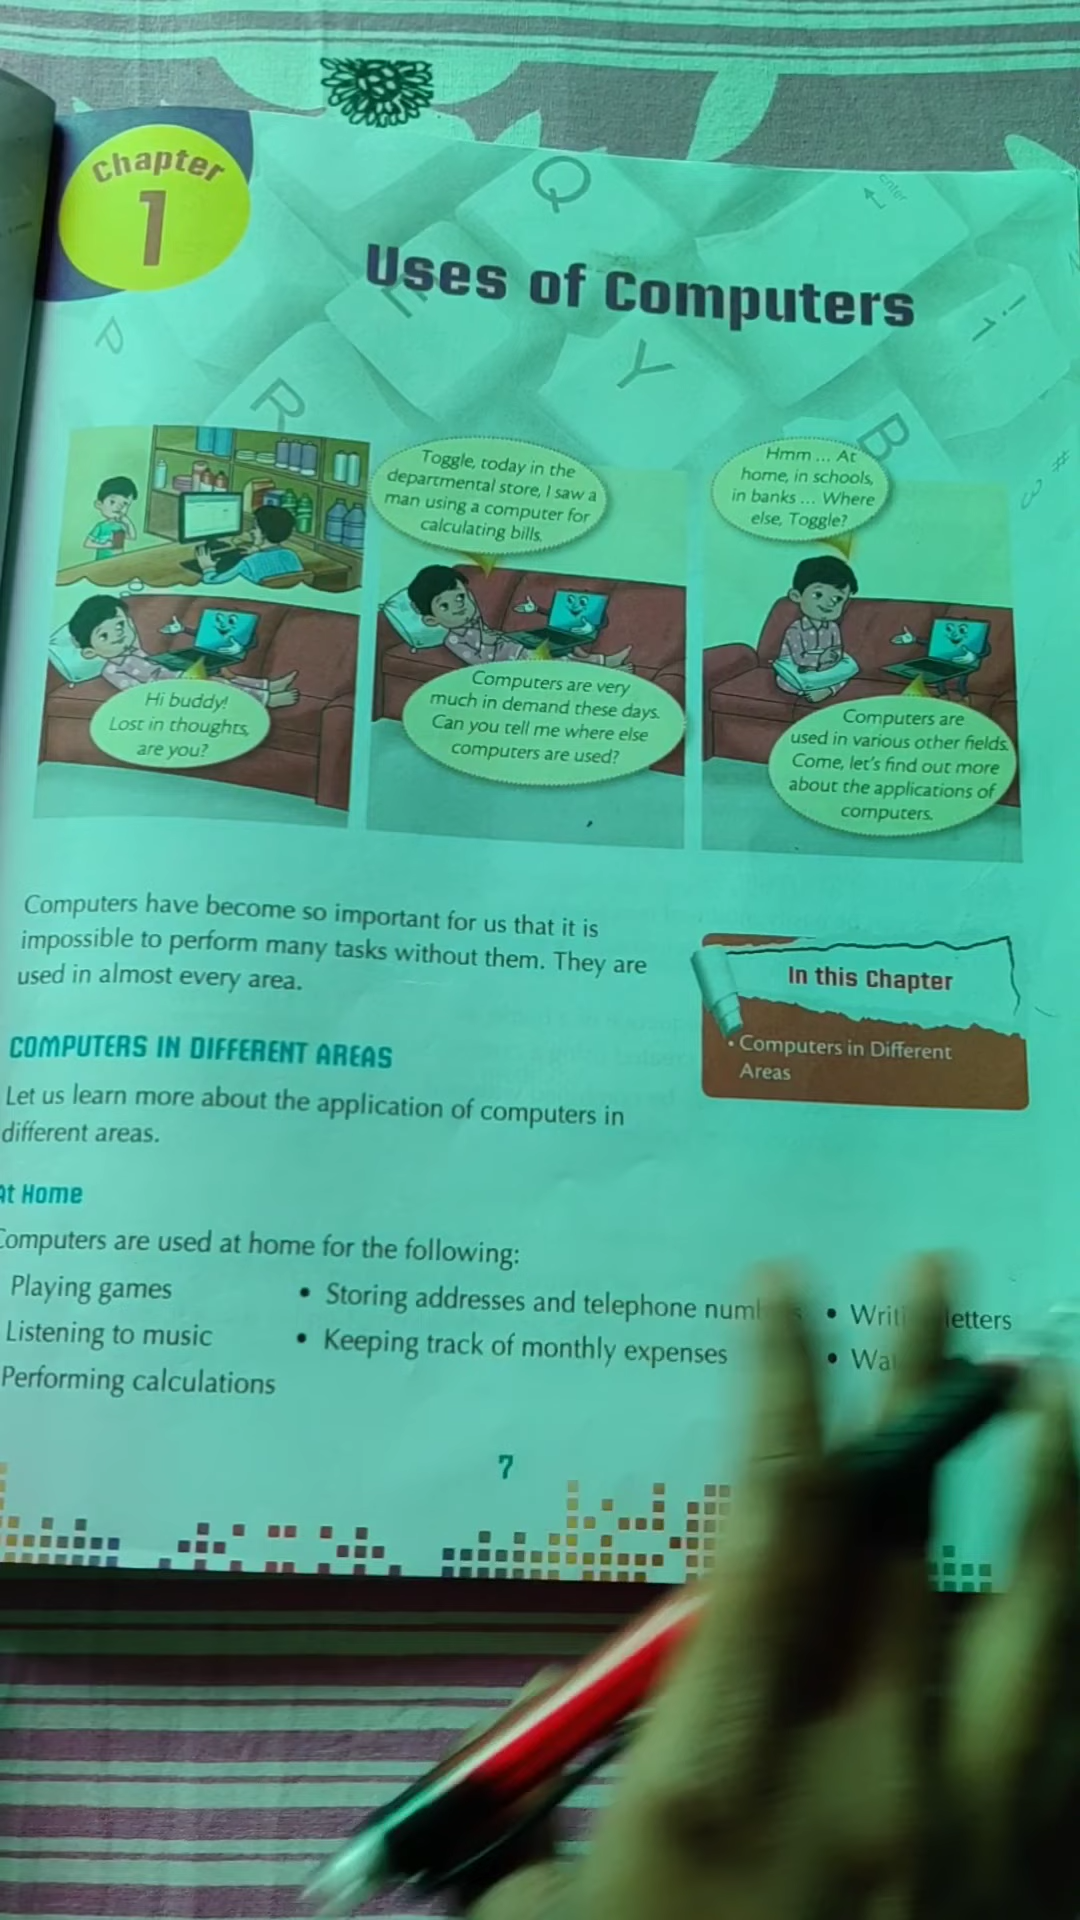 Chapter
1
Uses of Computers
Q
Enter
E
P
R
Y
B
!
1
#
3
Toggle, today in the
departmental store, I saw a
man using a computer for
calculating bills.
Hmm ... At
home, in schools,
in banks ... Where
else, Toggle?
Hi buddy!
Lost in thoughts,
are you?
Computers are very
much in demand these days.
Can you tell me where else
computers are used?
Computers are
used in various other fields.
Come, let's find out more
about the applications of
computers.
Computers have become so important for us that it is
impossible to perform many tasks without them. They are
used in almost every area.
In this Chapter
• Computers in Different
Areas
COMPUTERS IN DIFFERENT AREAS
Let us learn more about the application of computers in
different areas.
At Home
Computers are used at home for the following:
Playing games
• Storing addresses and telephone
• letters
Listening to music
• Keeping track of monthly expenses
Performing calculations
7